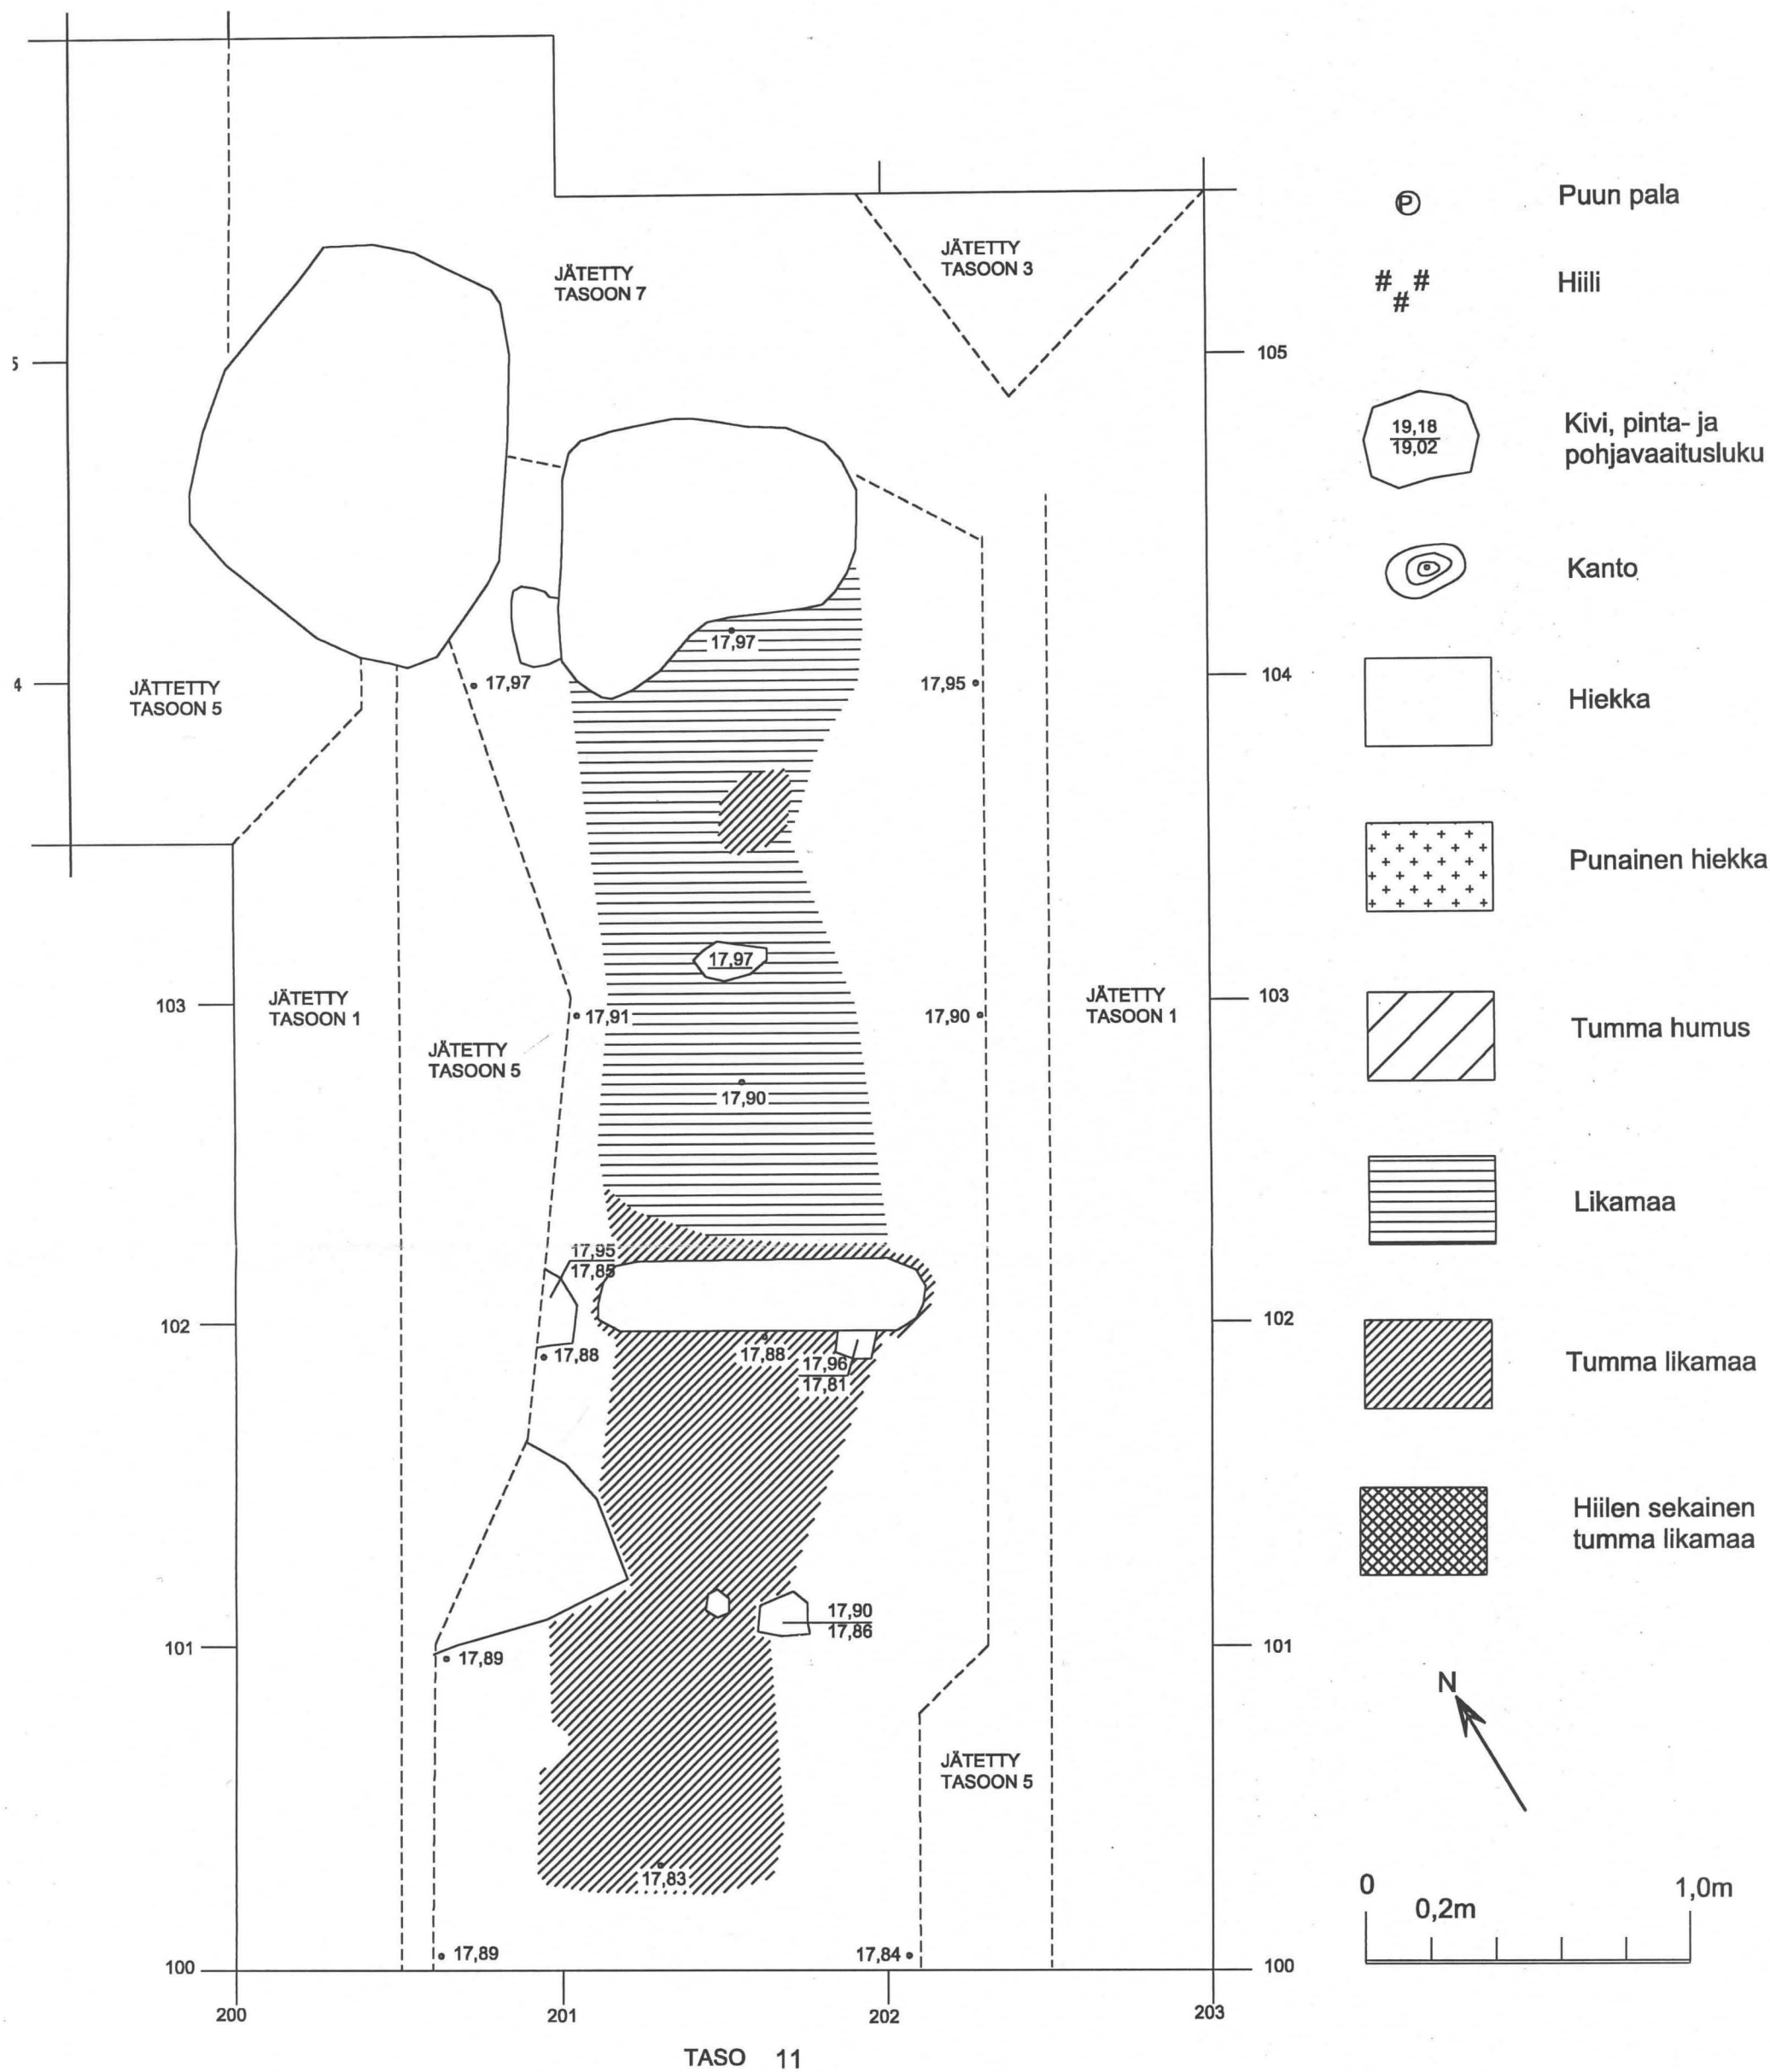 JÄTETTY
TASOON 3
JÄTETTY
TASOON 7
5
105
17,97
4
JÄTTETTY
TASOON 5
17,97
17,95
104
17,97
103
JÄTETTY
TASOON 1
17,91
17,90
JÄTETTY
TASOON 1
103
JÄTETTY
TASOON 5
17,90
17,95
17,85
102
17,88
17,88
17,96
17,81
102
17,90
17,86
101
17,89
101
JÄTETTY
TASOON 5
17,83
17,89
17,84
100
100
200
201
202
203
TASO 11
P
Puun pala
# # #
Hiili
19,18
19,02
Kivi, pinta- ja
pohjavaaitusluku
Kanto
Hiekka
Punainen hiekka
Tumma humus
Likamaa
Tumma likamaa
Hiilen sekainen
tumma likamaa
N
0
1,0m
0,2m